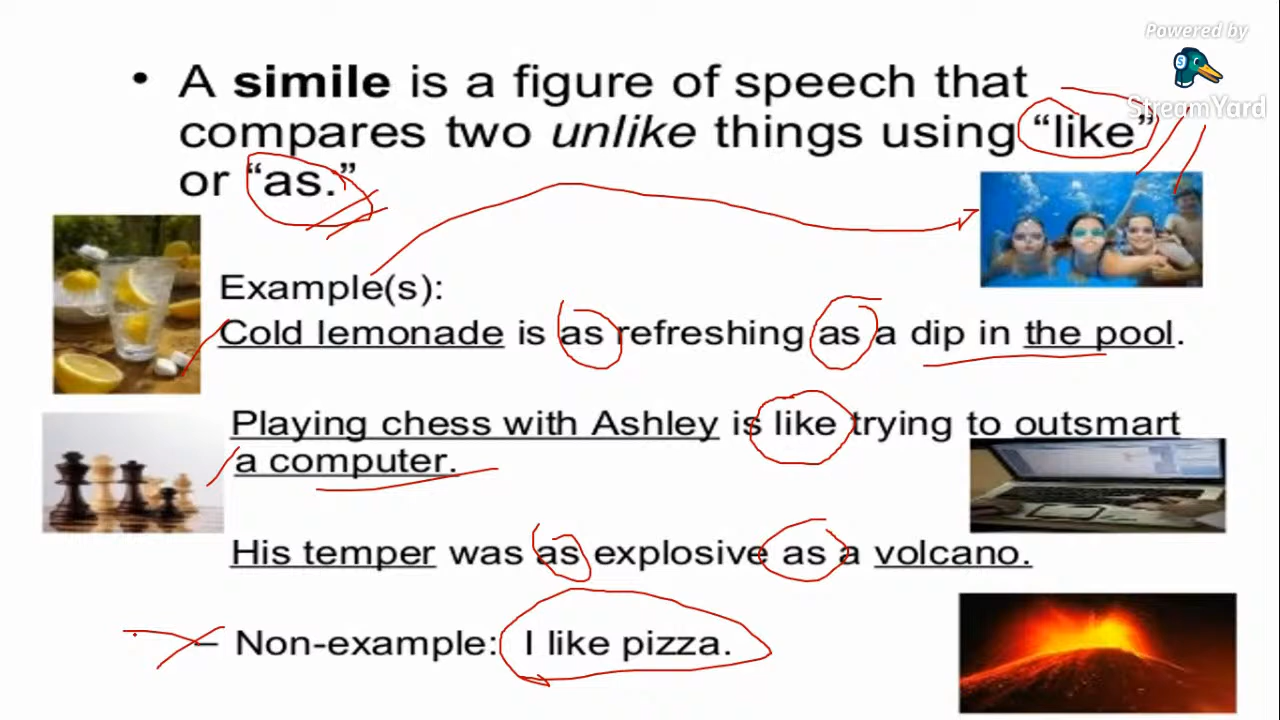 Powered by
StreamYard
• A simile is a figure of speech that
compares two unlike things using “like”
or “as.”
Example(s):
Cold lemonade is as refreshing as a dip in the pool.
Playing chess with Ashley is like trying to outsmart
a computer.
His temper was as explosive as a volcano.
– Non-example: I like pizza.